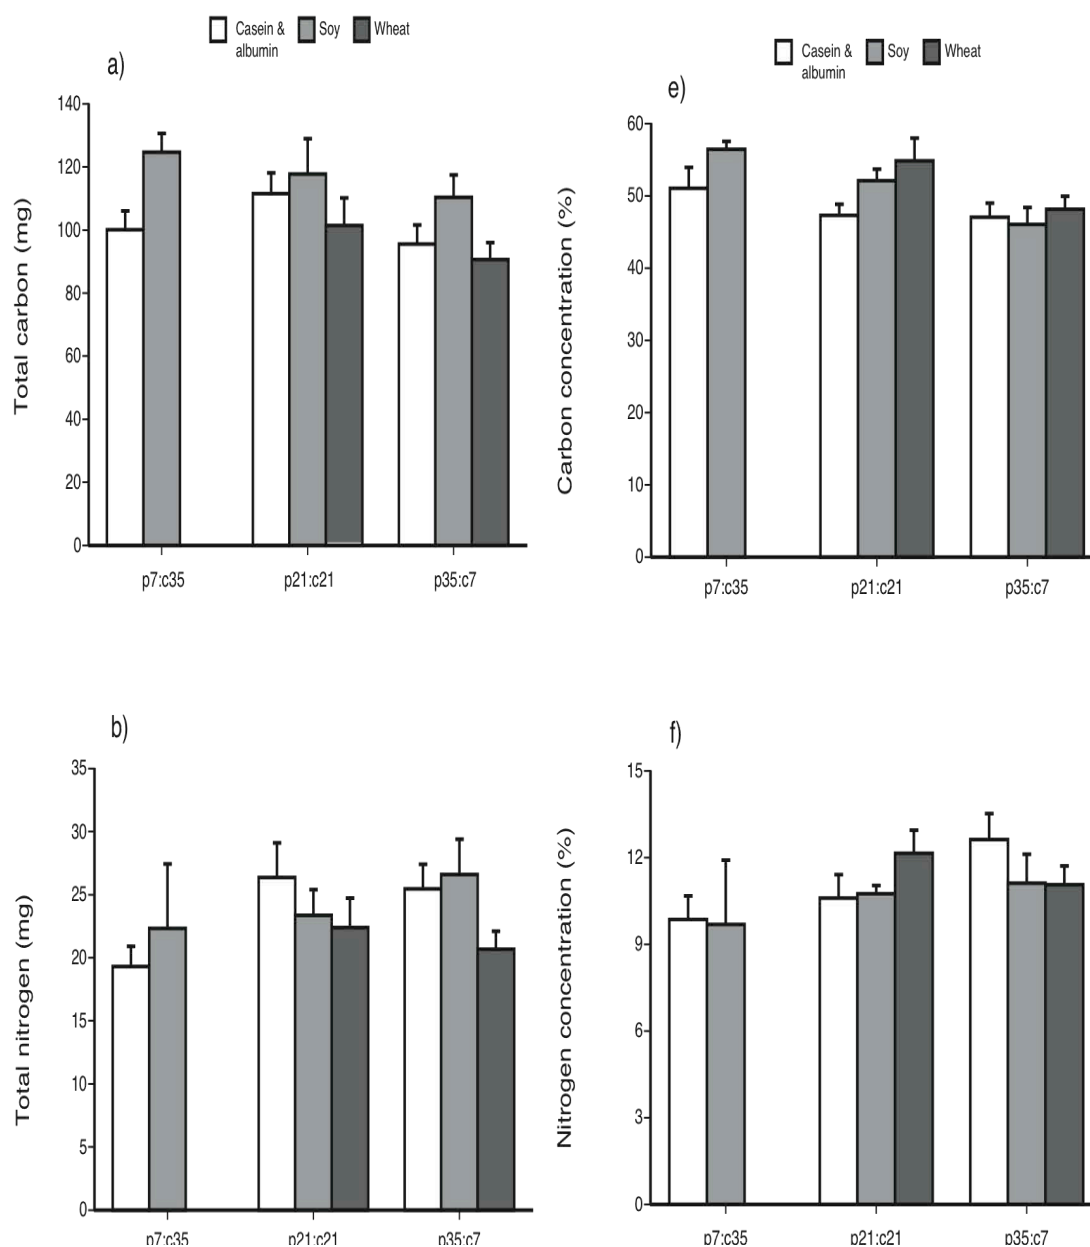 Casein & albumin
Soy
Wheat
a)
Total carbon (mg)
140
120
100
80
60
40
20
0
p7:c35
p21:c21
p35:c7
Casein & albumin
Soy
Wheat
e)
Carbon concentration (%)
60
50
40
30
20
10
0
p7:c35
p21:c21
p35:c7
b)
Total nitrogen (mg)
35
30
25
20
15
10
5
0
p7:c35
p21:c21
p35:c7
f)
Nitrogen concentration (%)
15
12
9
6
3
0
p7:c35
p21:c21
p35:c7